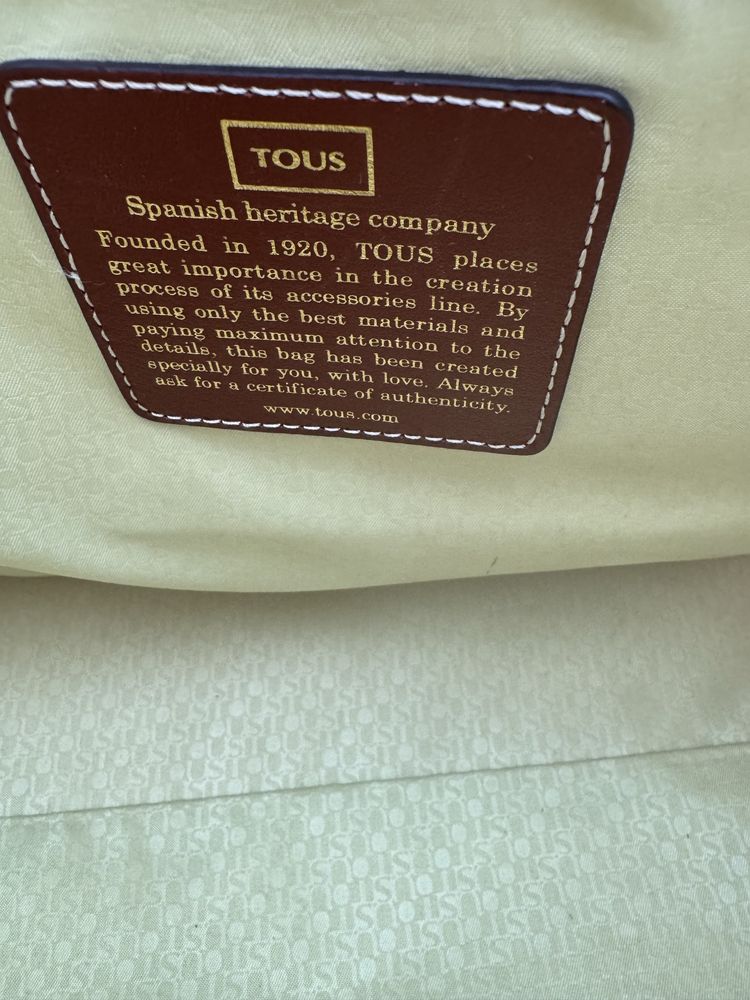 TOUS
Spanish heritage company
Founded in 1920, TOUS places
great importance in the creation
process of its accessories line. By
using only the best materials and
paying maximum attention to the
details, this bag has been created
specially for you, with love. Always
ask for a certificate of authenticity.
www.tous.com